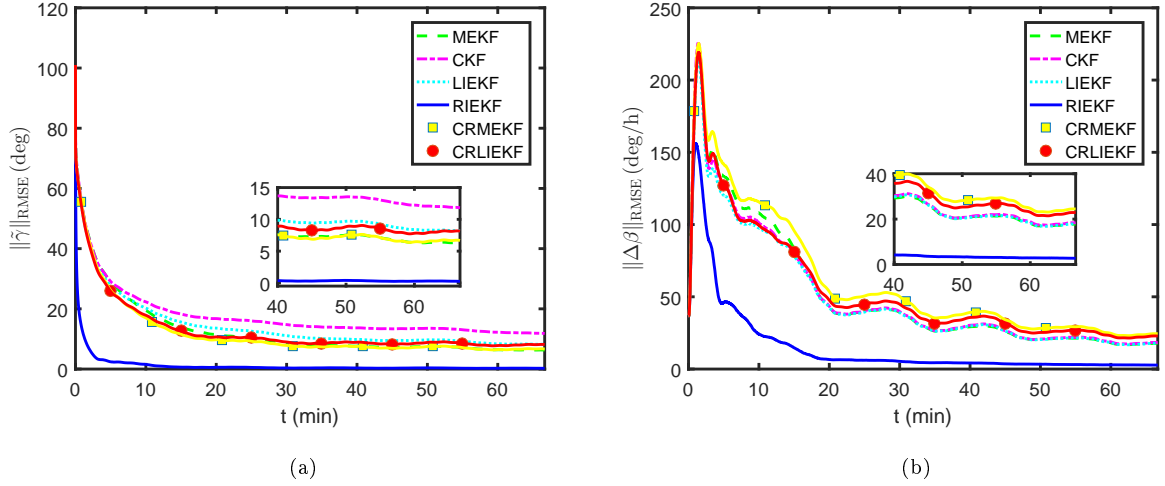 120
100
80
60
40
20
0
0 10 20 30 40 50 60
t (min)
||γ̃||RMSE (deg)
MEKF
CKF
LIEKF
RIEKF
CRMEKF
CRLIEKF
15
10
5
0
40 50 60
(a)
250
200
150
100
50
0
0 10 20 30 40 50 60
t (min)
||Δβ||RMSE (deg/h)
MEKF
CKF
LIEKF
RIEKF
CRMEKF
CRLIEKF
40
20
0
40 50 60
(b)